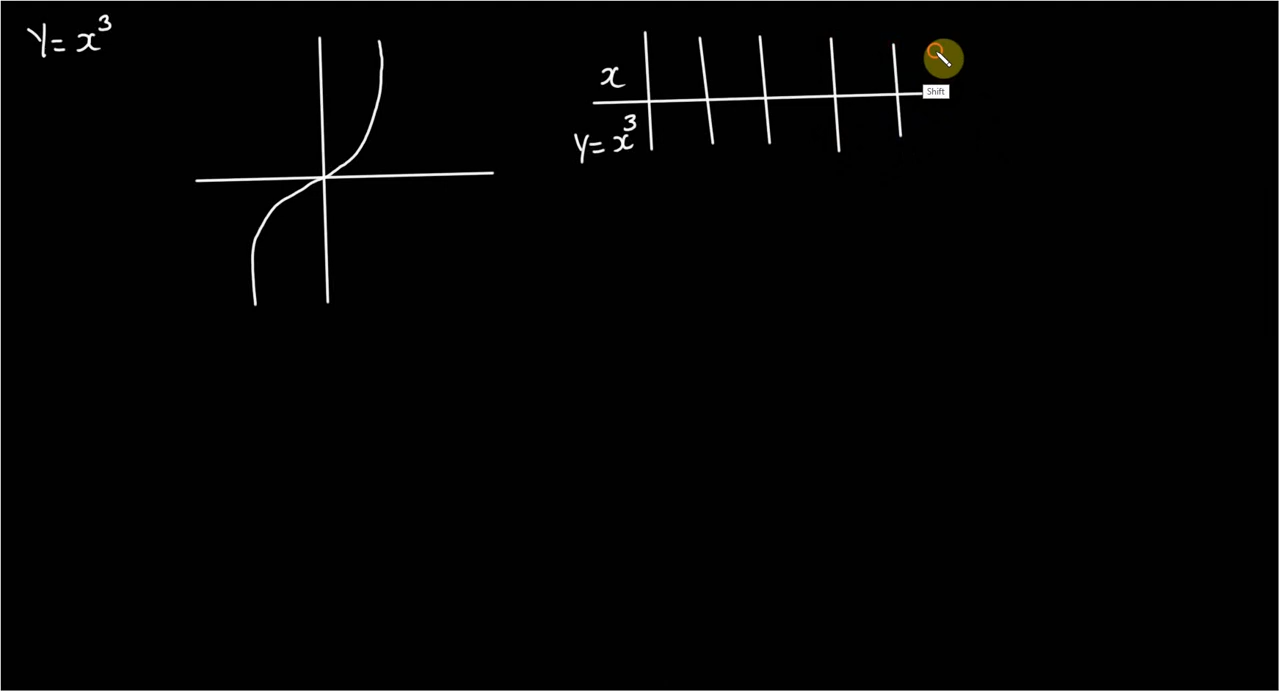 Y = x³
x
Y = x³
Shift